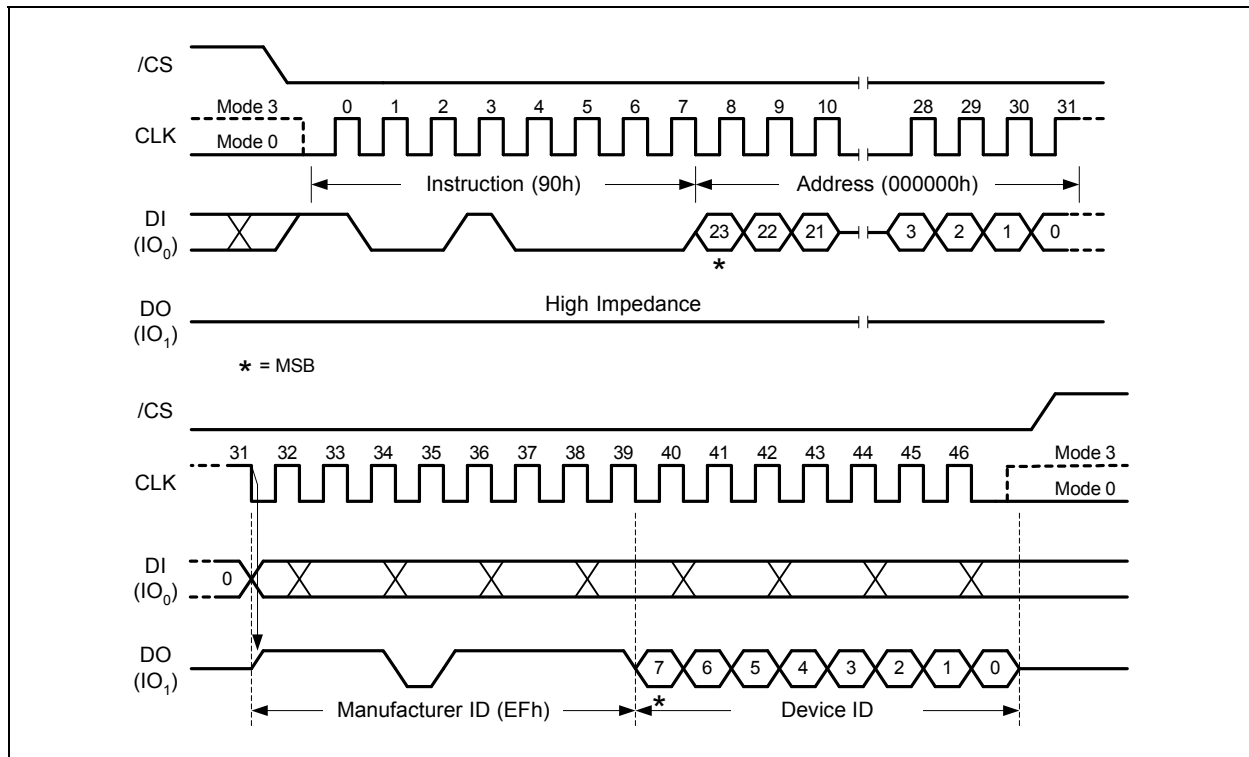 /CS
Mode 3
0 1 2 3 4 5 6 7 8 9 10 28 29 30 31
CLK
Mode 0
Instruction (90h) Address (000000h)
DI
(IO0)
23 22 21 3 2 1 0
*
High Impedance
DO
(IO1)
* = MSB
/CS
31 32 33 34 35 36 37 38 39 40 41 42 43 44 45 46
Mode 3
CLK
Mode 0
DI
(IO0)
0
DO
(IO1)
7 6 5 4 3 2 1 0
*
Manufacturer ID (EFh) Device ID